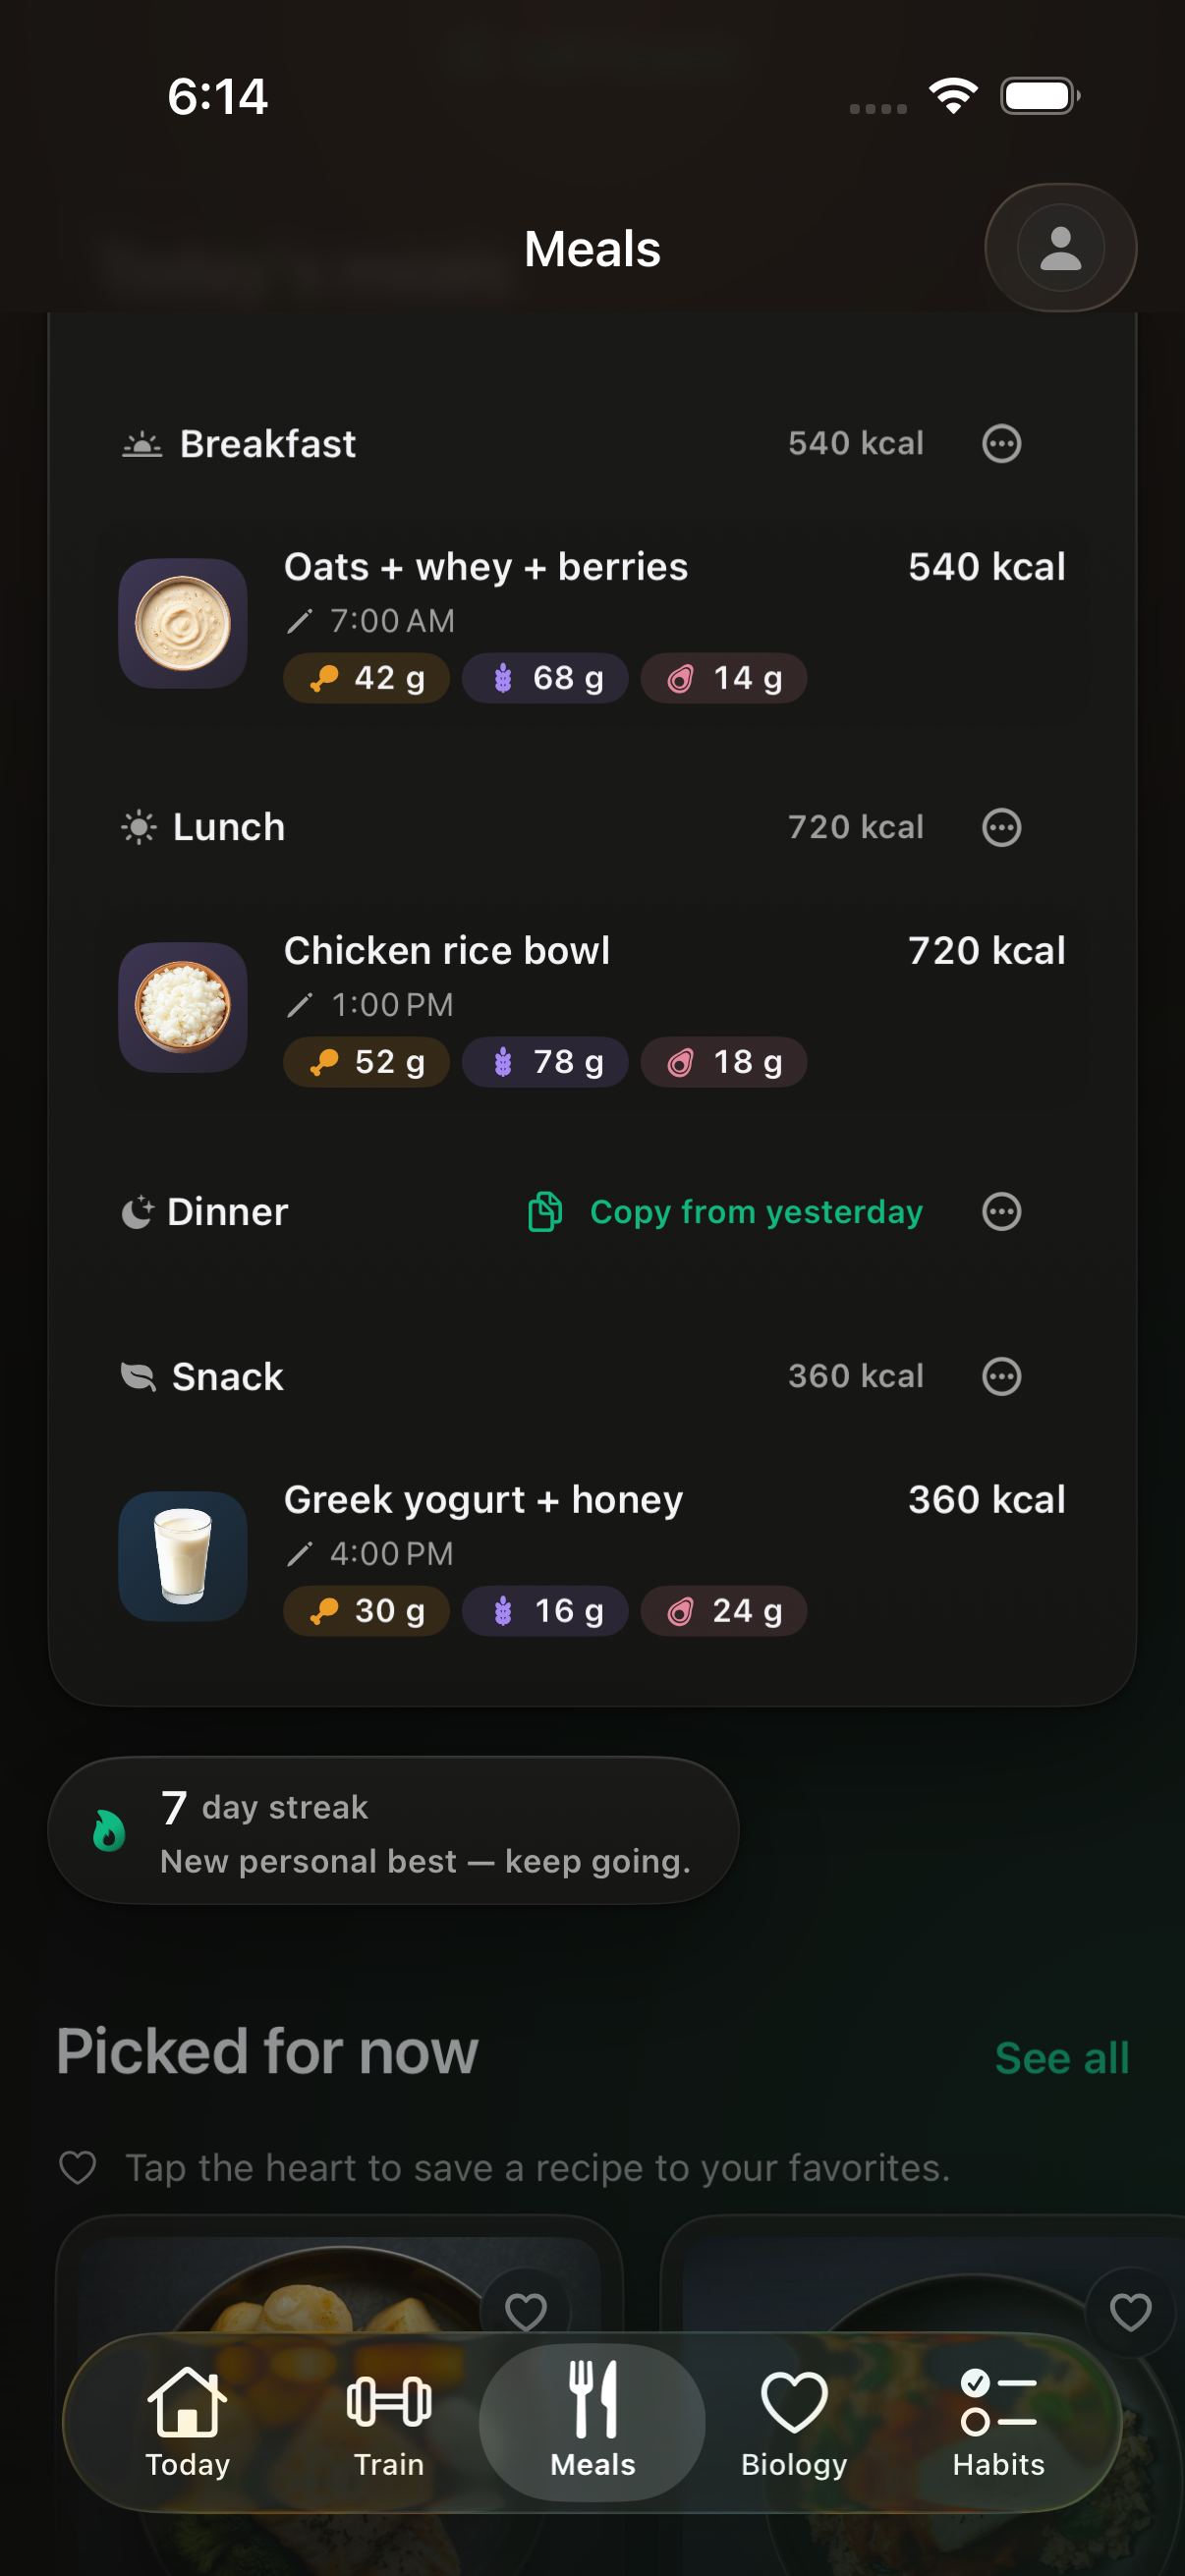 6:14
Meals
Breakfast 540 kcal
Oats + whey + berries 540 kcal
7:00 AM
42 g 68 g 14 g
Lunch 720 kcal
Chicken rice bowl 720 kcal
1:00 PM
52 g 78 g 18 g
Dinner Copy from yesterday
Snack 360 kcal
Greek yogurt + honey 360 kcal
4:00 PM
30 g 16 g 24 g
7 day streak
New personal best — keep going.
Picked for now See all
Tap the heart to save a recipe to your favorites.
Today Train Meals Biology Habits